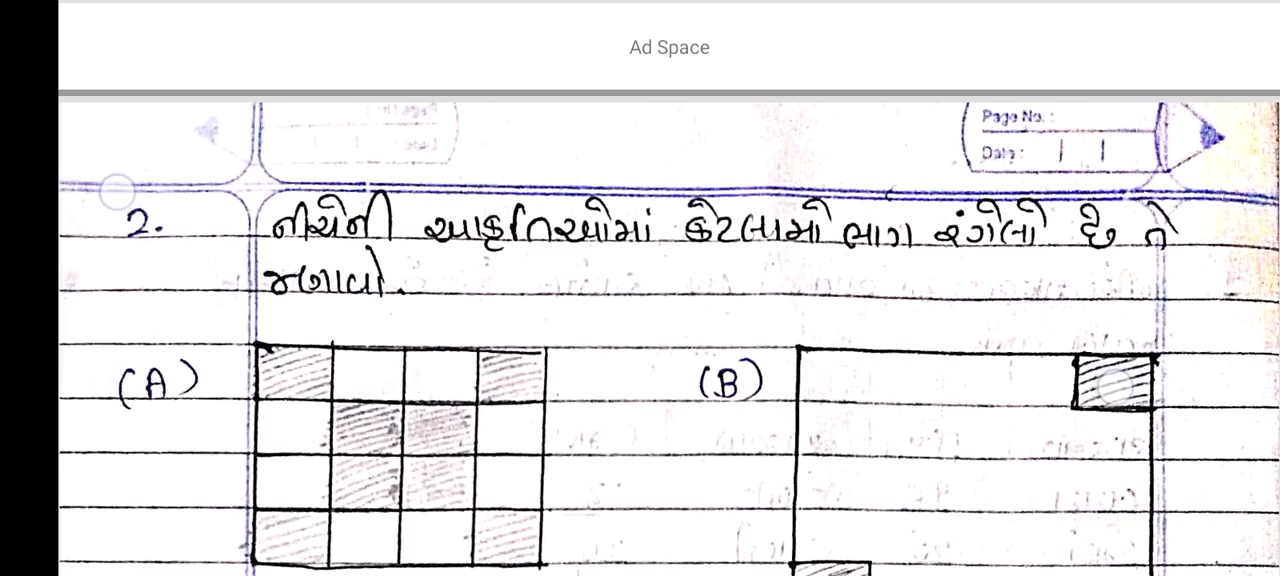 Ad Space
Page No. :
Date :
2. નીચેની આકૃતિઓમાં કેટલામો ભાગ રંગેલો છે તે
જણાવો.
(A) (B)